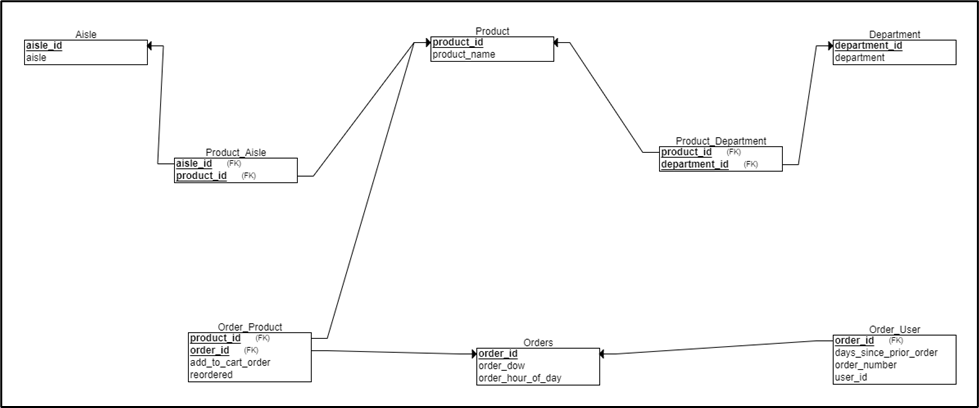 Aisle
aisle_id
aisle
Product
product_id
product_name
Department
department_id
department
Product_Aisle
aisle_id (FK)
product_id (FK)
Product_Department
product_id (FK)
department_id (FK)
Order_Product
product_id (FK)
order_id (FK)
add_to_cart_order
reordered
Orders
order_id
order_dow
order_hour_of_day
Order_User
order_id (FK)
days_since_prior_order
order_number
user_id